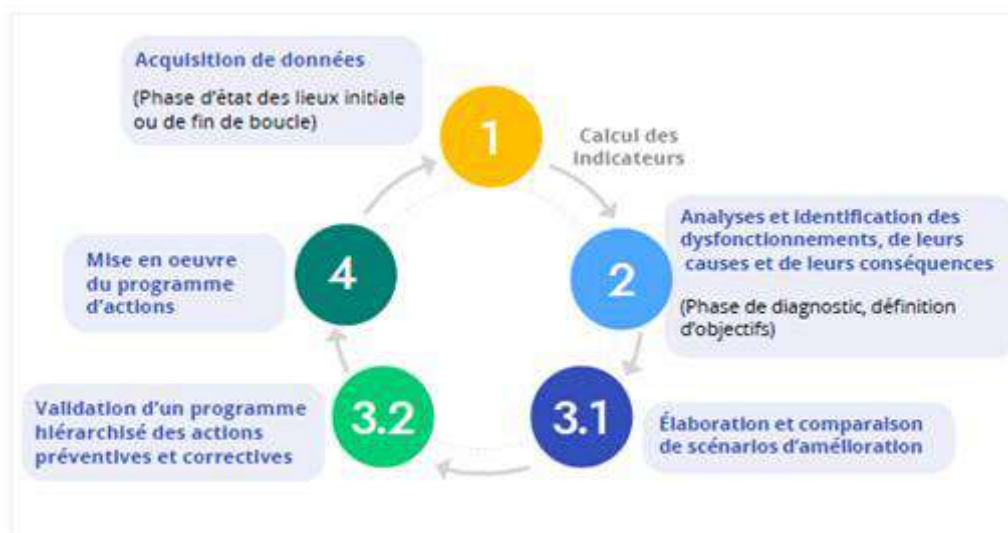 Acquisition de données
(Phase d'état des lieux initiale
ou de fin de boucle)
1
Calcul des
indicateurs
Analyses et identification des
dysfonctionnements, de leurs
causes et de leurs conséquences
(Phase de diagnostic, définition
d'objectifs)
2
4
Mise en oeuvre
du programme
d'actions
3.2
3.1
Validation d'un programme
hiérarchisé des actions
préventives et correctives
Élaboration et comparaison
de scénarios d'amélioration